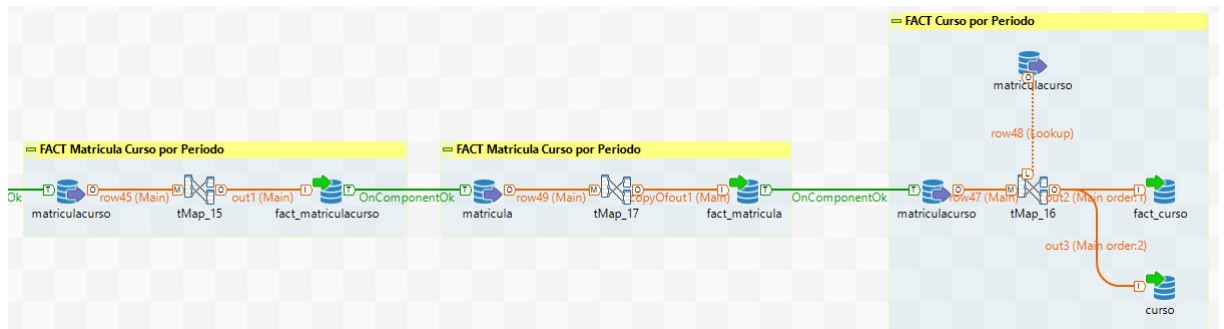 FACT Matricula Curso por Periodo
Ok
T
O
row45 (Main)
M
O
out1 (Main)
I
T
OnComponentOk
matriculacurso
tMap_15
fact_matriculacurso
FACT Matricula Curso por Periodo
T
O
row49 (Main)
M
O
copyOfout1 (Main)
I
T
OnComponentOk
matricula
tMap_17
fact_matricula
FACT Curso por Periodo
matriculacurso
O
row48 (Lookup)
L
T
O
row47 (Main)
M
O
out2 (Main order:1)
I
matriculacurso
tMap_16
fact_curso
out3 (Main order:2)
I
curso